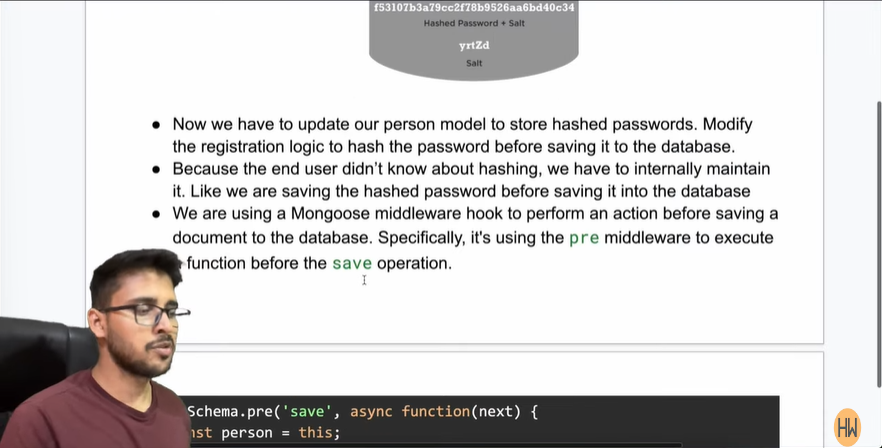 f53107b3a79cc2f78b9526aa6bd40c34
Hashed Password + Salt
yrtZd
Salt
● Now we have to update our person model to store hashed passwords. Modify
the registration logic to hash the password before saving it to the database.
● Because the end user didn't know about hashing, we have to internally maintain
it. Like we are saving the hashed password before saving it into the database
● We are using a Mongoose middleware hook to perform an action before saving a
document to the database. Specifically, it's using the pre middleware to execute
function before the save operation.
Schema.pre('save', async function(next) {
nst person = this;
HW